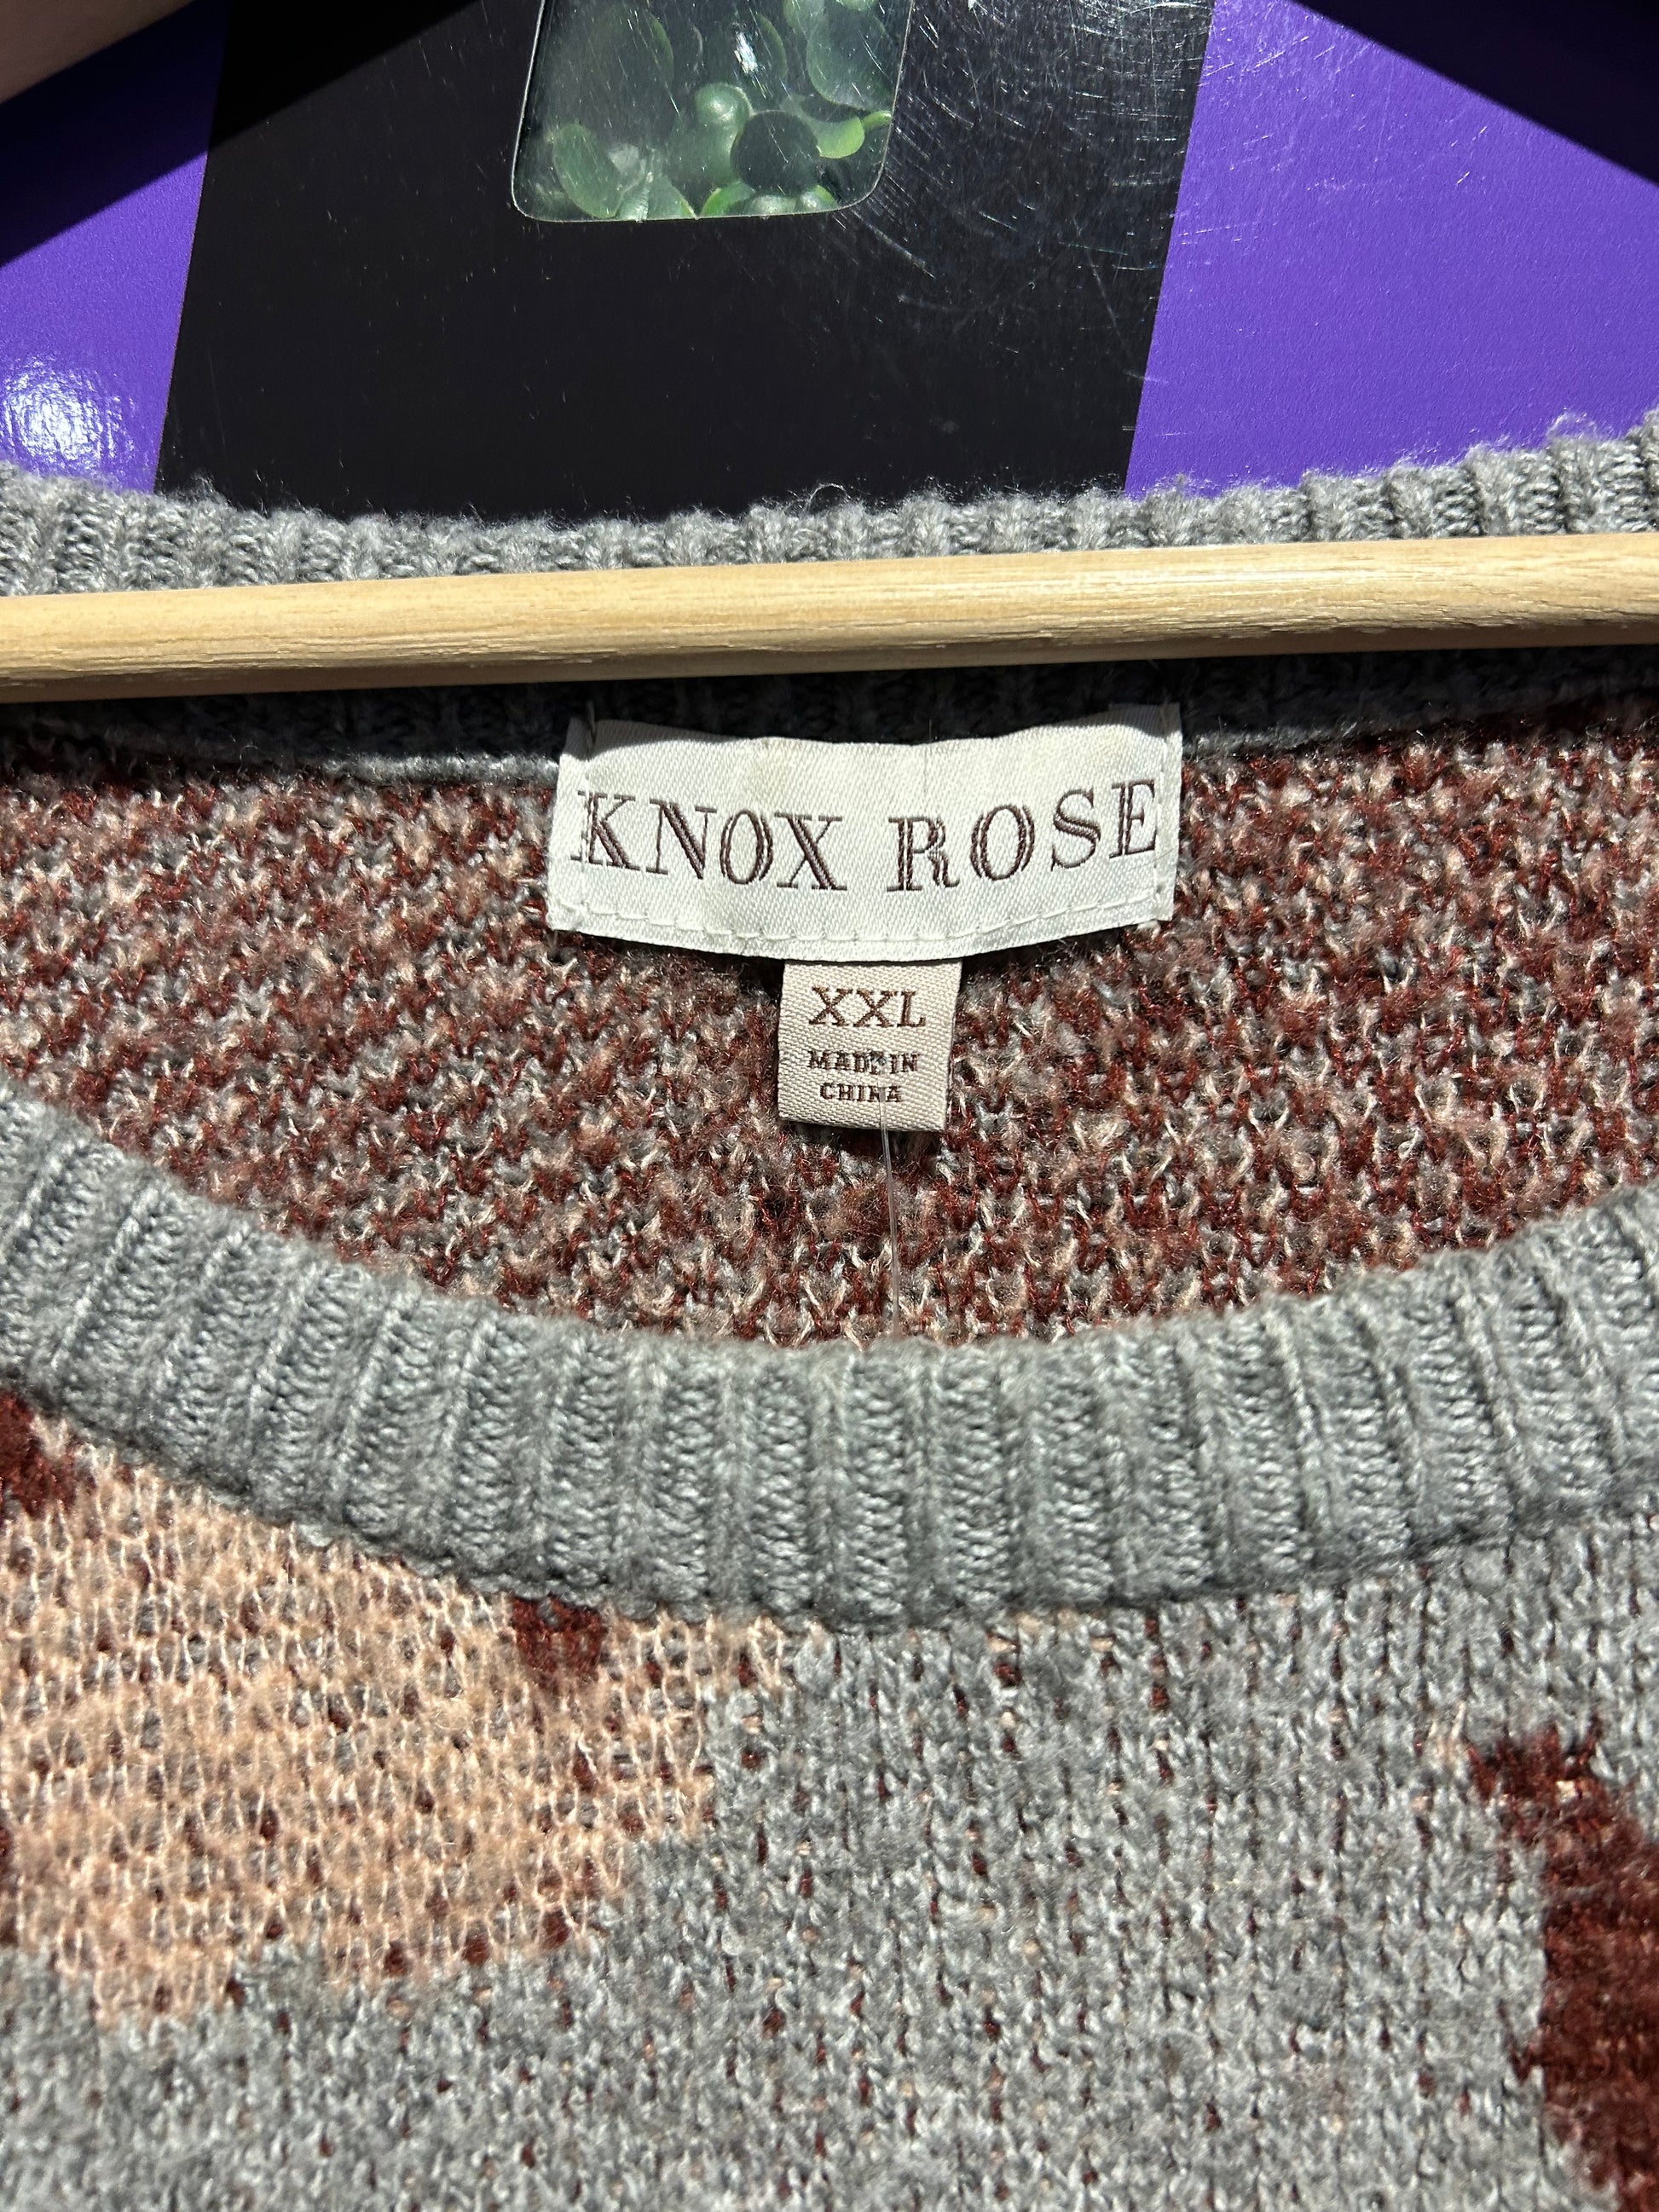 KNOX ROSE
XXL
MADE IN
CHINA